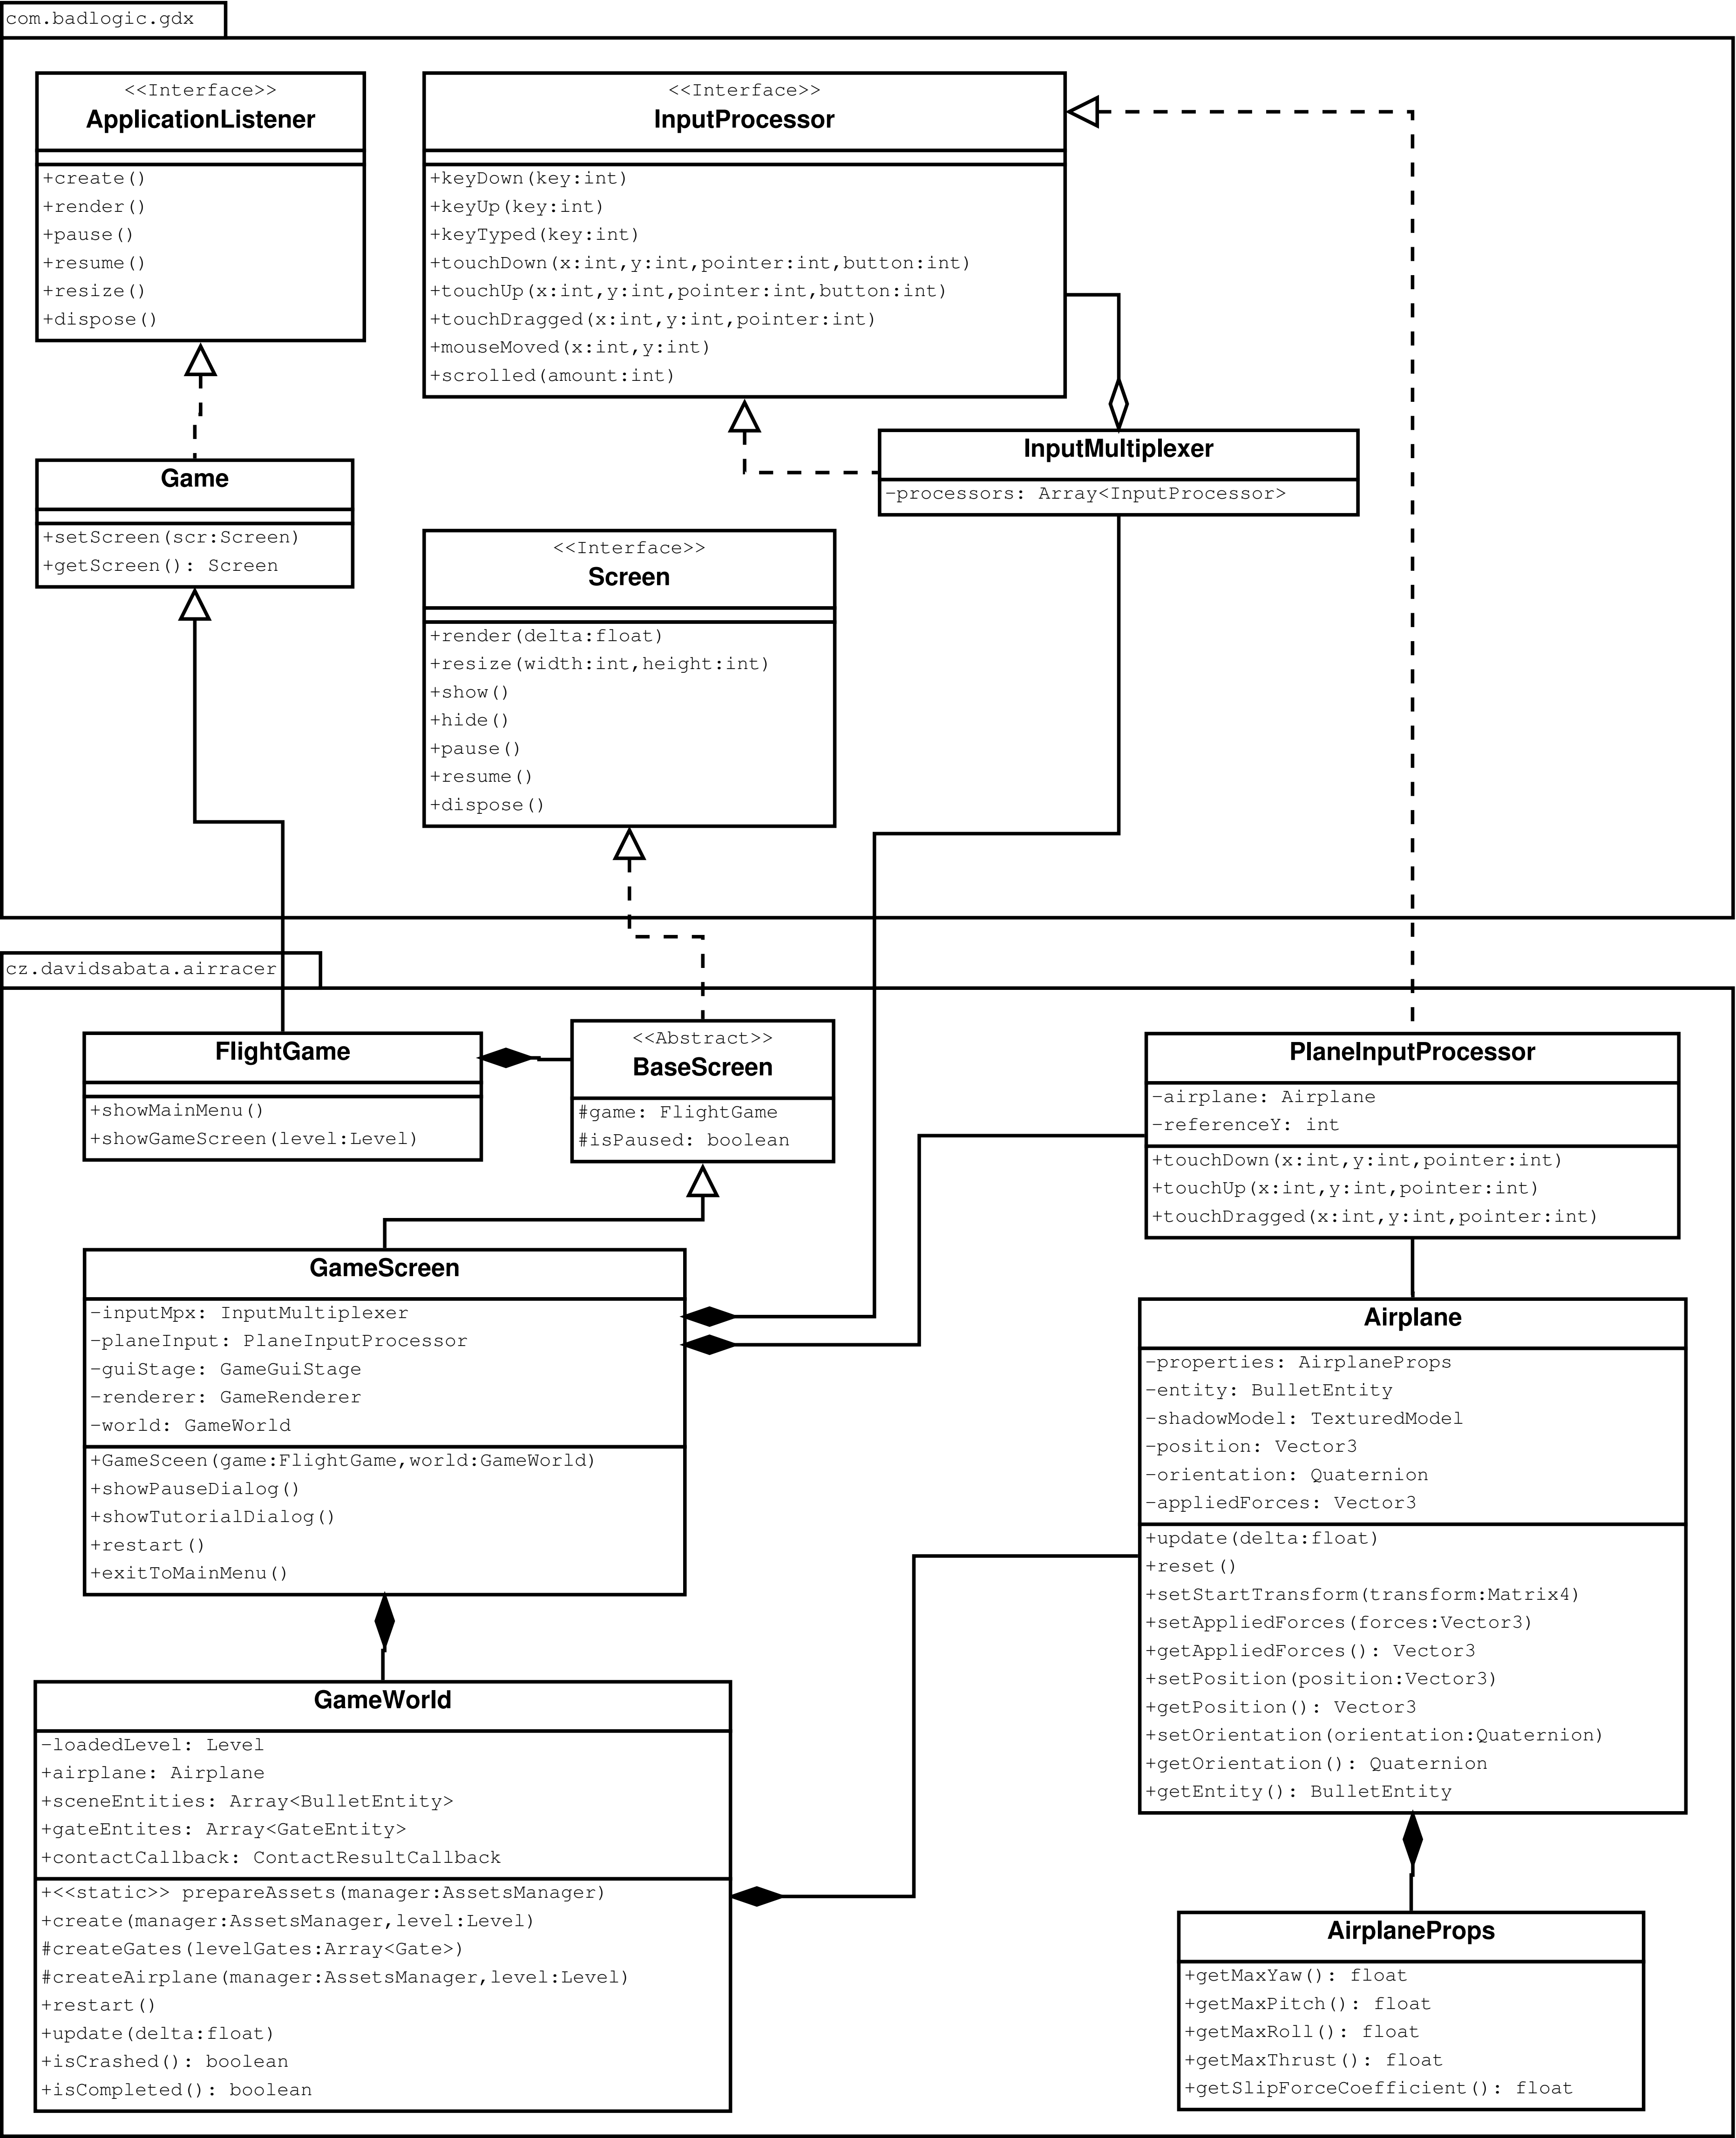 com.badlogic.gdx
<<Interface>>
ApplicationListener
+create()
+render()
+pause()
+resume()
+resize()
+dispose()
<<Interface>>
InputProcessor
+keyDown(key:int)
+keyUp(key:int)
+keyTyped(key:int)
+touchDown(x:int,y:int,pointer:int,button:int)
+touchUp(x:int,y:int,pointer:int,button:int)
+touchDragged(x:int,y:int,pointer:int)
+mouseMoved(x:int,y:int)
+scrolled(amount:int)
InputMultiplexer
-processors: Array<InputProcessor>
Game
+setScreen(scr:Screen)
+getScreen(): Screen
<<Interface>>
Screen
+render(delta:float)
+resize(width:int,height:int)
+show()
+hide()
+pause()
+resume()
+dispose()
cz.davidsabata.airracer
FlightGame
+showMainMenu()
+showGameScreen(level:Level)
<<Abstract>>
BaseScreen
#game: FlightGame
#isPaused: boolean
PlaneInputProcessor
-airplane: Airplane
-referenceY: int
+touchDown(x:int,y:int,pointer:int)
+touchUp(x:int,y:int,pointer:int)
+touchDragged(x:int,y:int,pointer:int)
GameScreen
-inputMpx: InputMultiplexer
-planeInput: PlaneInputProcessor
-guiStage: GameGuiStage
-renderer: GameRenderer
-world: GameWorld
+GameSceen(game:FlightGame,world:GameWorld)
+showPauseDialog()
+showTutorialDialog()
+restart()
+exitToMainMenu()
Airplane
-properties: AirplaneProps
-entity: BulletEntity
-shadowModel: TexturedModel
-position: Vector3
-orientation: Quaternion
-appliedForces: Vector3
+update(delta:float)
+reset()
+setStartTransform(transform:Matrix4)
+setAppliedForces(forces:Vector3)
+getAppliedForces(): Vector3
+setPosition(position:Vector3)
+getPosition(): Vector3
+setOrientation(orientation:Quaternion)
+getOrientation(): Quaternion
+getEntity(): BulletEntity
GameWorld
-loadedLevel: Level
+airplane: Airplane
+sceneEntities: Array<BulletEntity>
+gateEntites: Array<GateEntity>
+contactCallback: ContactResultCallback
+<<static>> prepareAssets(manager:AssetsManager)
+create(manager:AssetsManager,level:Level)
#createGates(levelGates:Array<Gate>)
#createAirplane(manager:AssetsManager,level:Level)
+restart()
+update(delta:float)
+isCrashed(): boolean
+isCompleted(): boolean
AirplaneProps
+getMaxYaw(): float
+getMaxPitch(): float
+getMaxRoll(): float
+getMaxThrust(): float
+getSlipForceCoefficient(): float